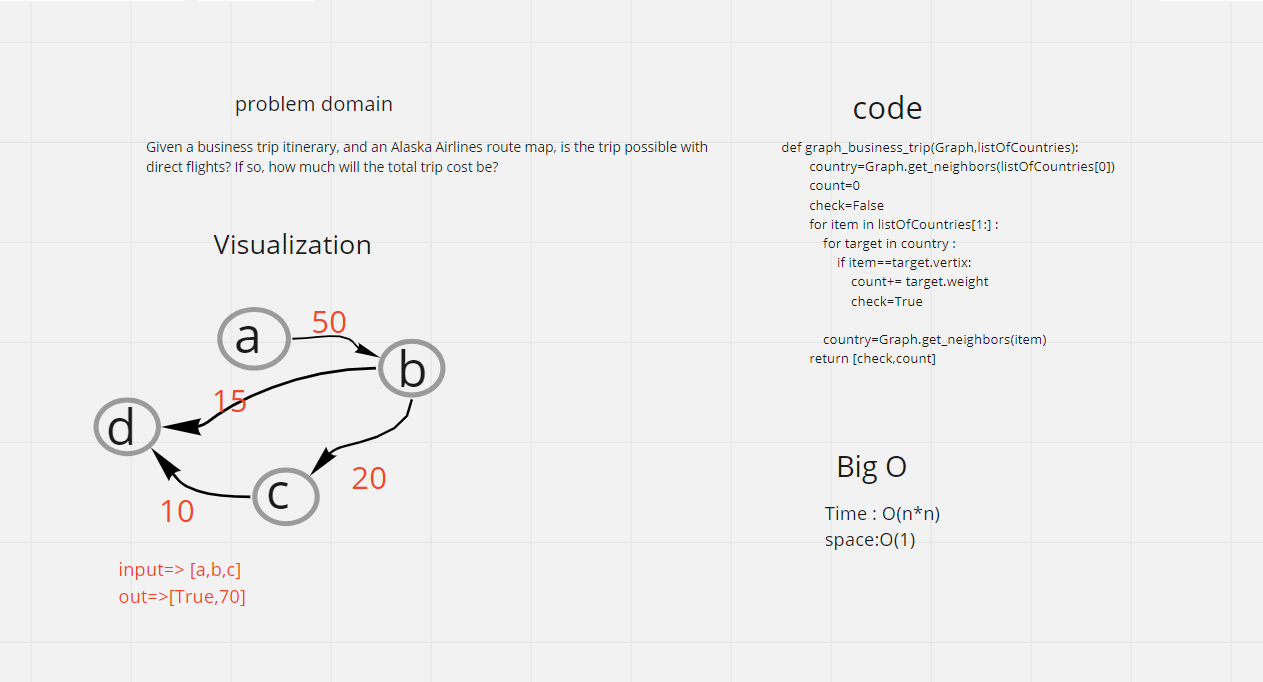 problem domain
Given a business trip itinerary, and an Alaska Airlines route map, is the trip possible with
direct flights? If so, how much will the total trip cost be?
Visualization
a
50
b
15
d
c
20
10
input=> [a,b,c]
out=>[True,70]
code
def graph_business_trip(Graph,listOfCountries):
country=Graph.get_neighbors(listOfCountries[0])
count=0
check=False
for item in listOfCountries[1:] :
for target in country :
if item==target.vertix:
count+= target.weight
check=True
country=Graph.get_neighbors(item)
return [check,count]
Big O
Time : O(n*n)
space:O(1)